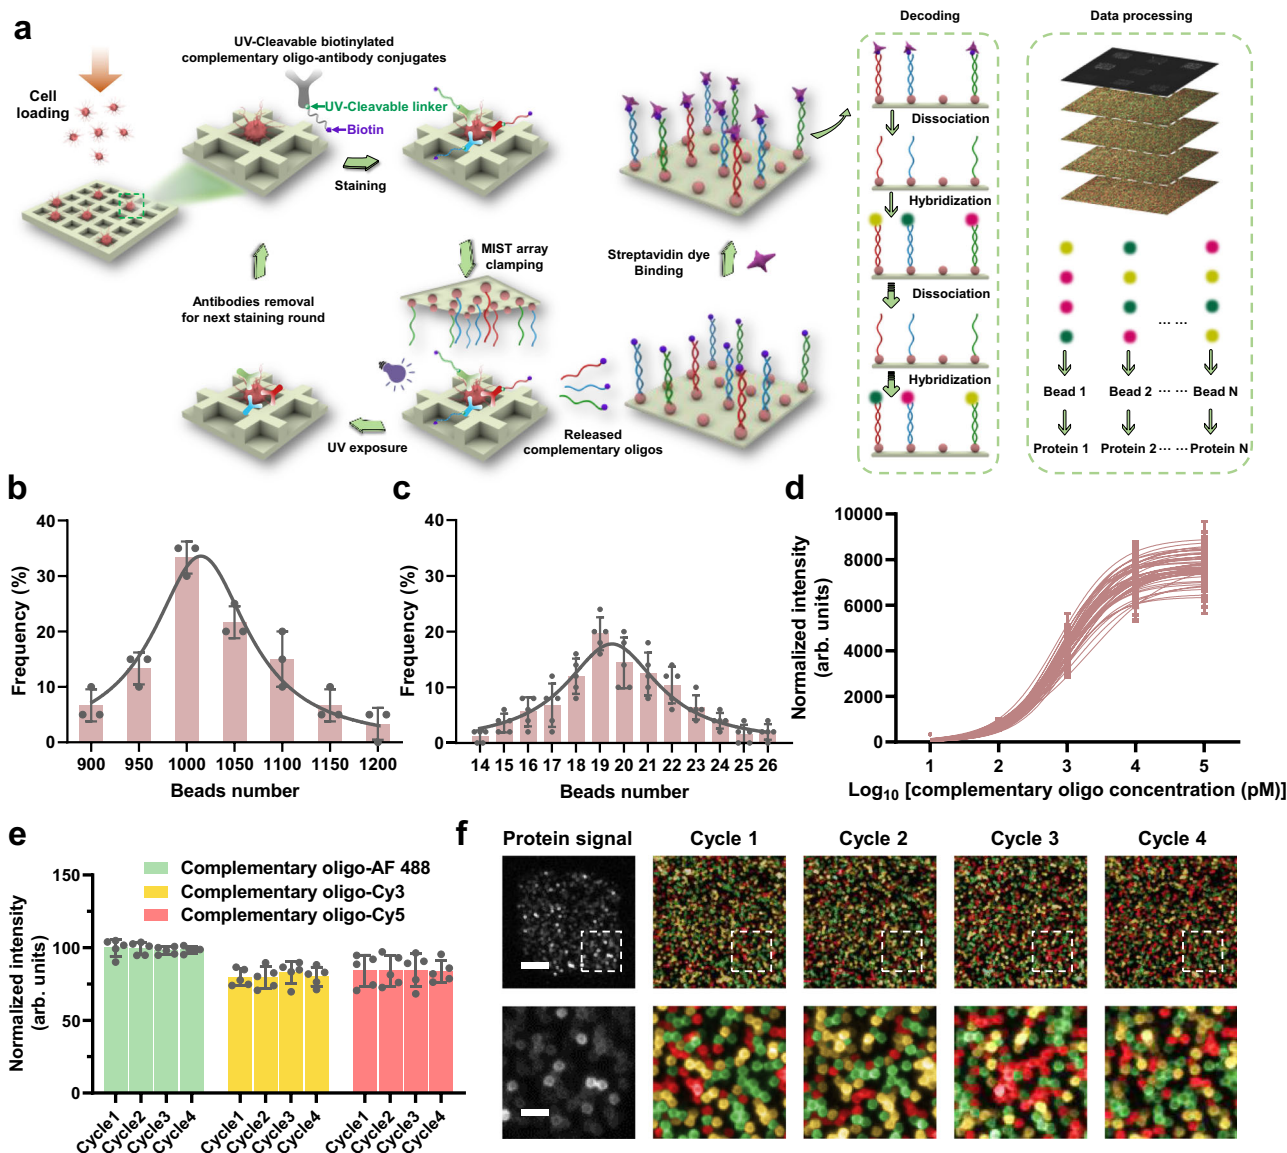 a
Cell
loading
UV-Cleavable biotinylated
complementary oligo-antibody conjugates
UV-Cleavable linker
Biotin
Staining
MIST array
clamping
Antibodies removal
for next staining round
UV exposure
Released
complementary oligos
Streptavidin dye
Binding
Decoding
Dissociation
Hybridization
Dissociation
Hybridization
Data processing
... ...
Bead 1
Bead 2
... ...
Bead N
Protein 1
Protein 2
... ...
Protein N
b
Frequency (%)
40
30
20
10
0
900
950
1000
1050
1100
1150
1200
Beads number
c
Frequency (%)
40
30
20
10
0
14
15
16
17
18
19
20
21
22
23
24
25
26
Beads number
d
Normalized intensity
(arb. units)
10000
8000
6000
4000
2000
0
1
2
3
4
5
Log10 [complementary oligo concentration (pM)]
e
Complementary oligo-AF 488
Complementary oligo-Cy3
Complementary oligo-Cy5
Normalized intensity
(arb. units)
150
100
50
0
Cycle1
Cycle2
Cycle3
Cycle4
Cycle1
Cycle2
Cycle3
Cycle4
Cycle1
Cycle2
Cycle3
Cycle4
f
Protein signal
Cycle 1
Cycle 2
Cycle 3
Cycle 4